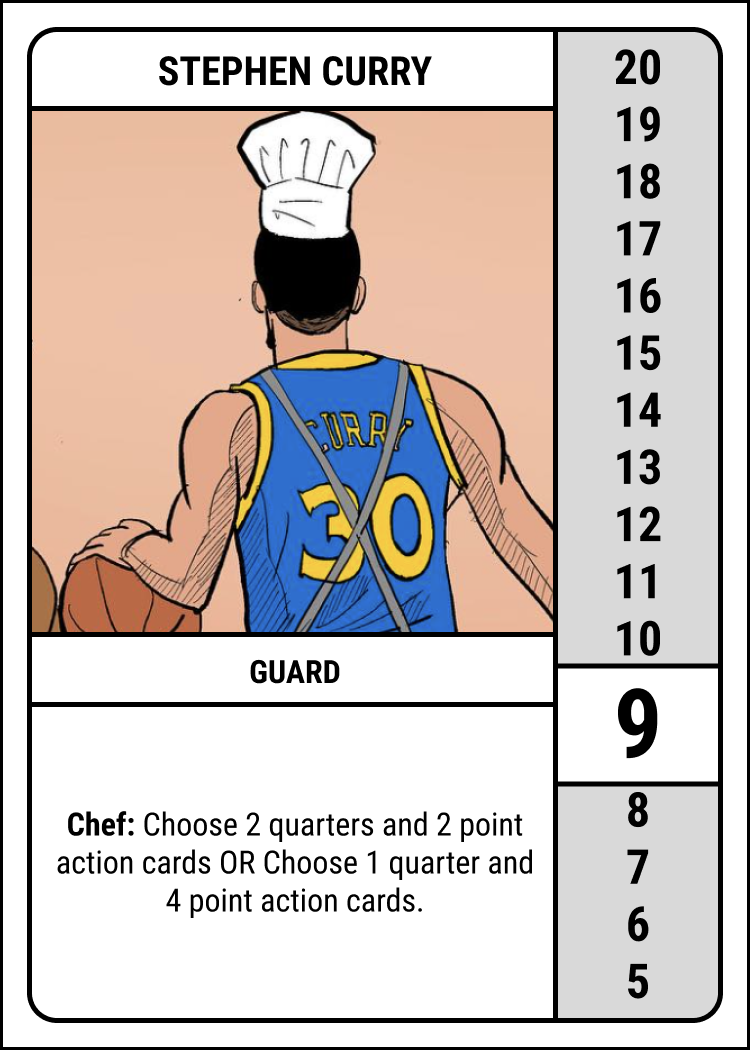 STEPHEN CURRY
CURRY
30
GUARD
Chef: Choose 2 quarters and 2 point
action cards OR Choose 1 quarter and
4 point action cards.
20
19
18
17
16
15
14
13
12
11
10
9
8
7
6
5